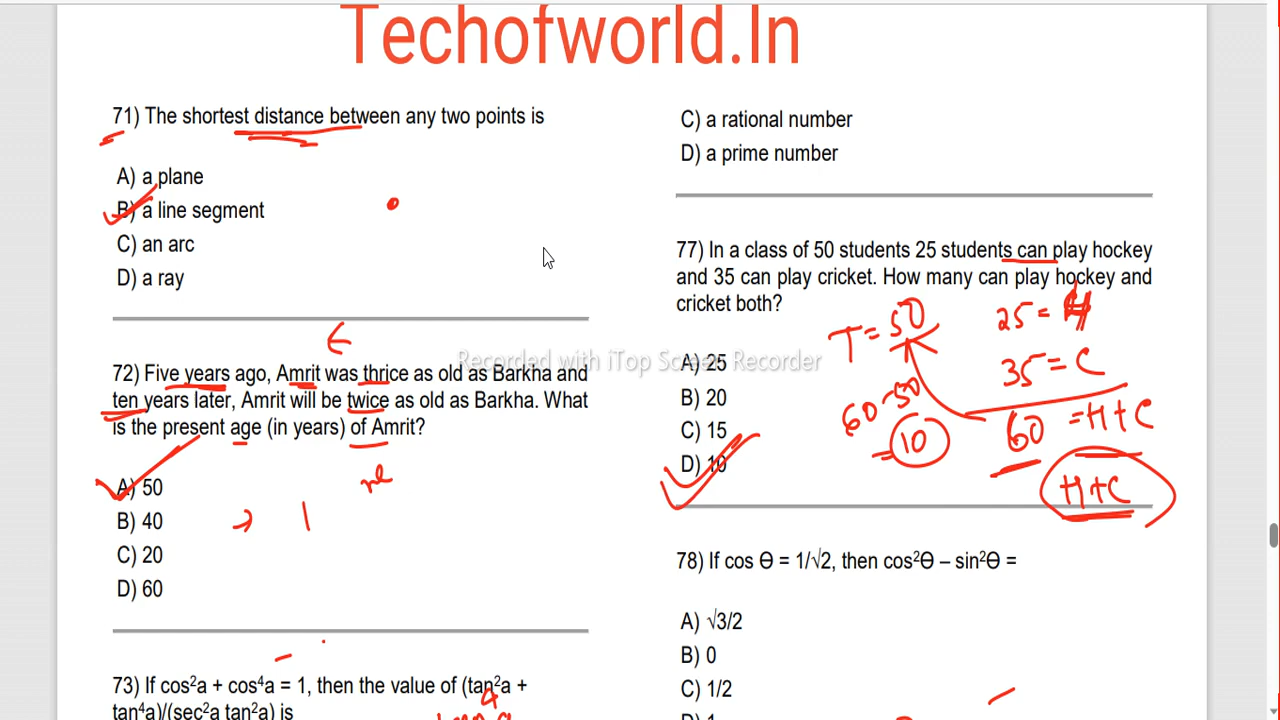 Techofworld.In
71) The shortest distance between any two points is
A) a plane
B) a line segment
C) an arc
D) a ray
72) Five years ago, Amrit was thrice as old as Barkha and
ten years later, Amrit will be twice as old as Barkha. What
is the present age (in years) of Amrit?
A) 50
B) 40
C) 20
D) 60
73) If cos²a + cos⁴a = 1, then the value of (tan²a +
tan⁴a)/(sec²a tan²a) is
C) a rational number
D) a prime number
77) In a class of 50 students 25 students can play hockey
and 35 can play cricket. How many can play hockey and
cricket both?
A) 25
B) 20
C) 15
D) 10
T = 50
25 = H
35 = C
60 = H+C
60-50
= 10
H+C
78) If cos Ɵ = 1/√2, then cos²Ɵ – sin²Ɵ =
A) √3/2
B) 0
C) 1/2
D) 1
Recorded with iTop Screen Recorder